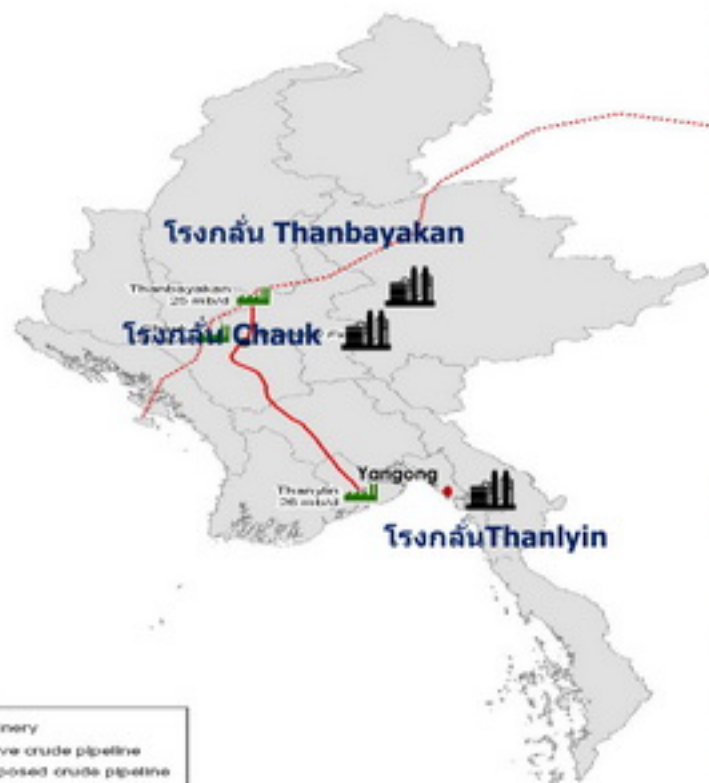 โรงกลั่น Thanbayakan
Thanbayakan
25 mb/d
โรงกลั่น Chauk
Yangong
Thanlyin
26 mb/d
โรงกลั่นThanlyin
inery
ve crude pipeline
posed crude pipeline